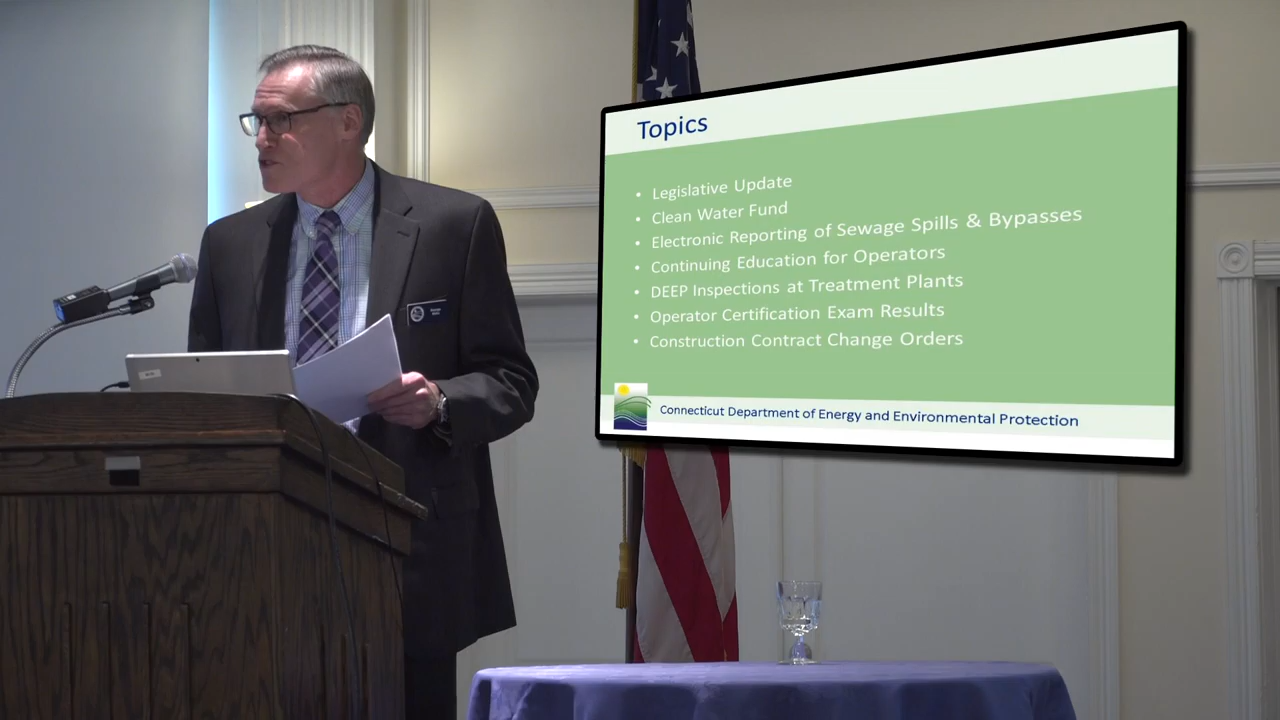 Topics
• Legislative Update
• Clean Water Fund
• Electronic Reporting of Sewage Spills & Bypasses
• Continuing Education for Operators
• DEEP Inspections at Treatment Plants
• Operator Certification Exam Results
• Construction Contract Change Orders
Connecticut Department of Energy and Environmental Protection